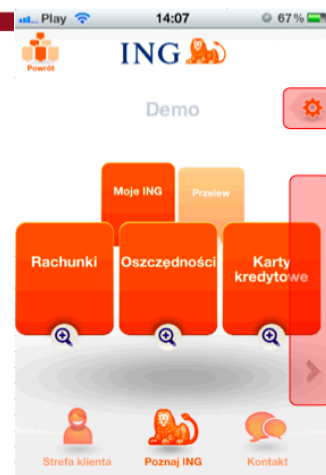 Play 14:07 67%
Powrót
ING
Demo
Moje ING
Przelew
Rachunki
Oszczędności
Karty
kredytowe
Strefa klienta
Poznaj ING
Kontakt